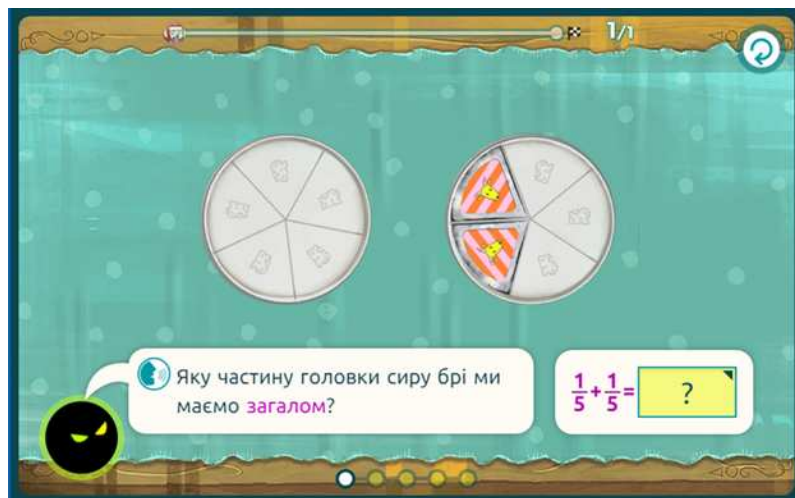 1/1
Яку частину головки сиру брі ми
маємо загалом?
1/5 + 1/5 = ?